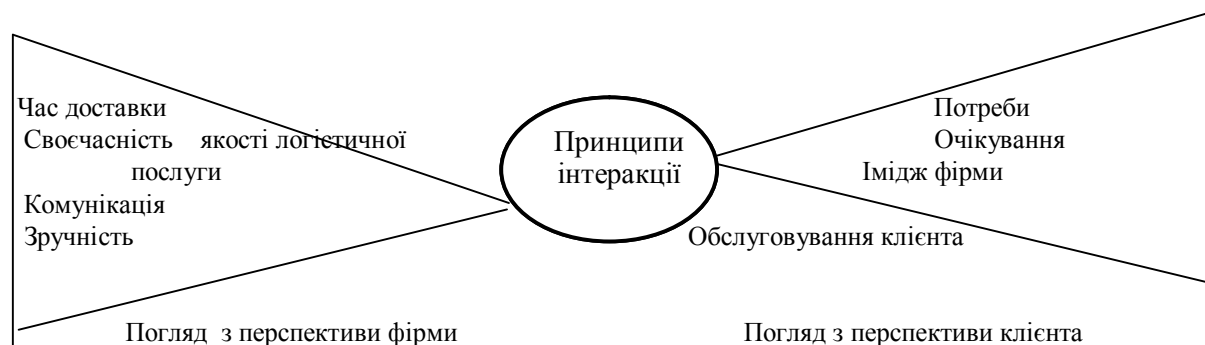 Час доставки
Своєчасність якості логістичної
послуги
Комунікація
Зручність
Принципи
інтеракції
Потреби
Очікування
Імідж фірми
Обслуговування клієнта
Погляд з перспективи фірми
Погляд з перспективи клієнта